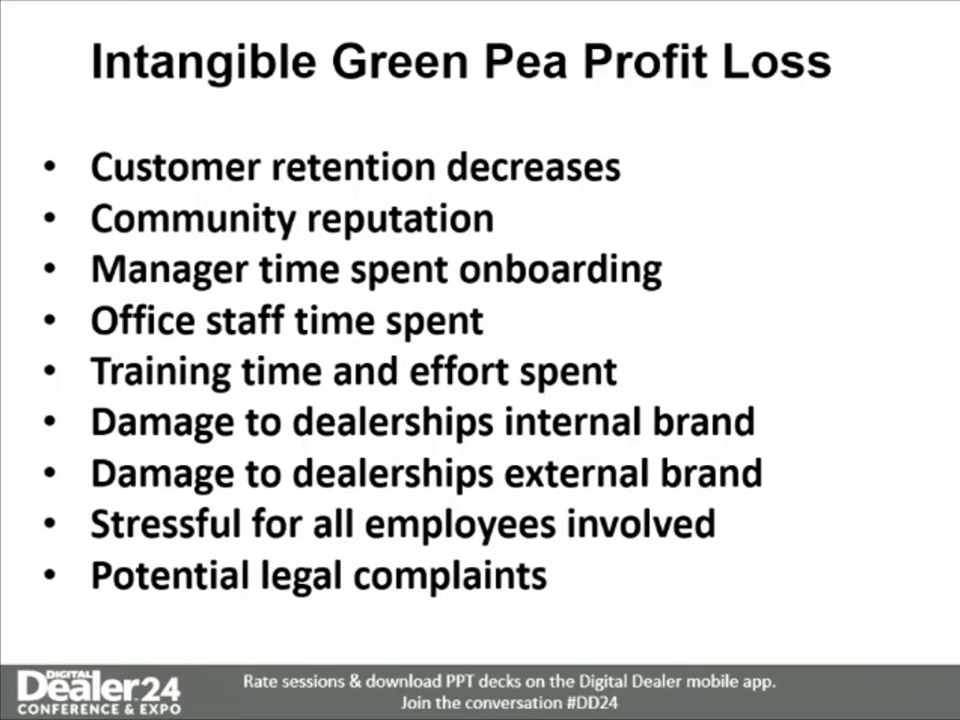 Intangible Green Pea Profit Loss
• Customer retention decreases
• Community reputation
• Manager time spent onboarding
• Office staff time spent
• Training time and effort spent
• Damage to dealerships internal brand
• Damage to dealerships external brand
• Stressful for all employees involved
• Potential legal complaints
DIGITAL
Dealer 24
CONFERENCE & EXPO
Rate sessions & download PPT decks on the Digital Dealer mobile app.
Join the conversation #DD24